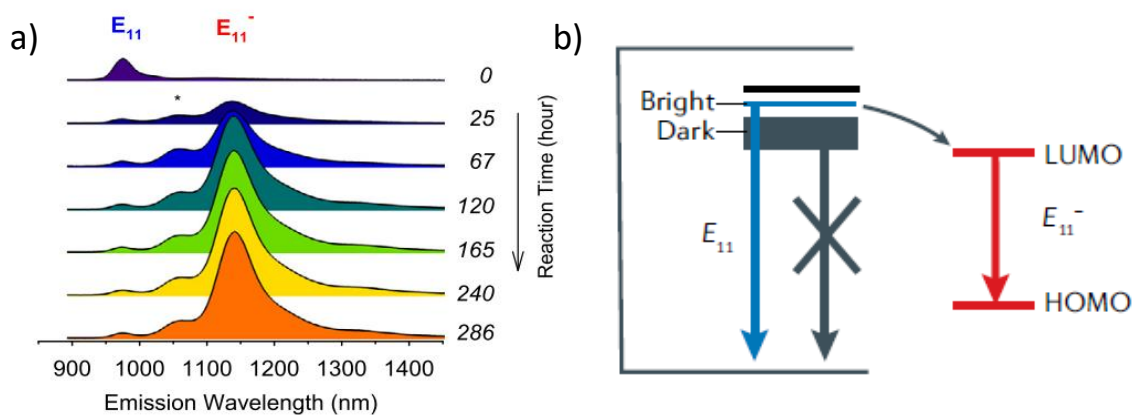 a)
E₁₁ E₁₁⁻
0
*
25
67
120
165
240
286
Reaction Time (hour)
900 1000 1100 1200 1300 1400
Emission Wavelength (nm)
b)
Bright
Dark
LUMO
E₁₁
E₁₁⁻
HOMO